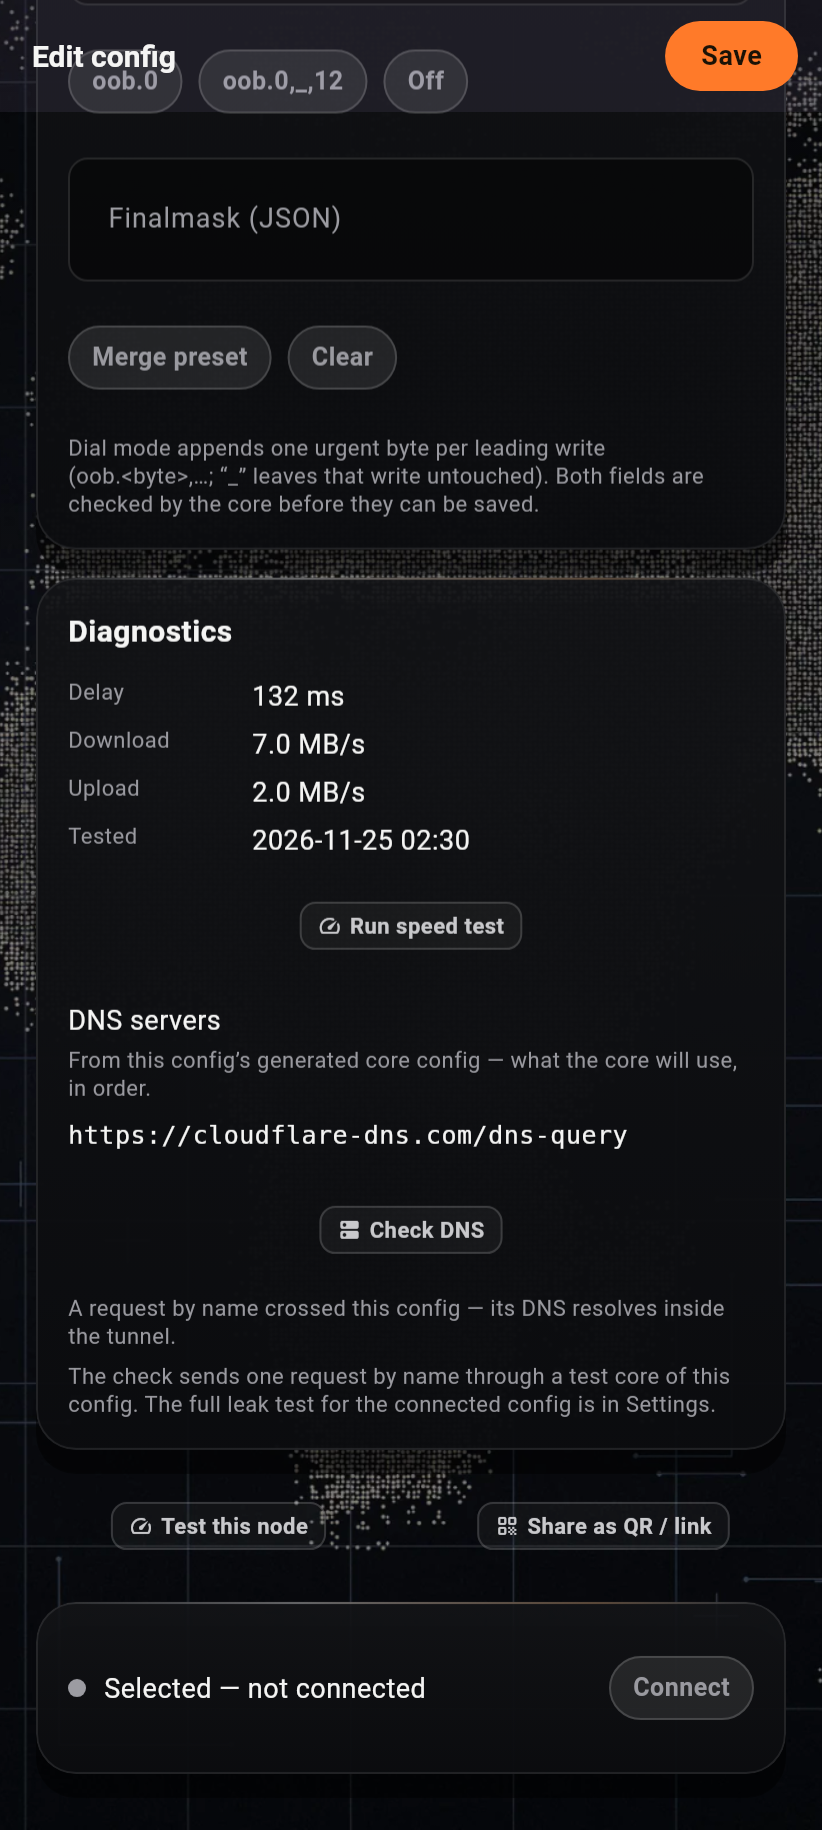 Edit config
Save
oob.0
oob.0,_,12
Off
Finalmask (JSON)
Merge preset
Clear
Dial mode appends one urgent byte per leading write
(oob.<byte>,…; “_” leaves that write untouched). Both fields are
checked by the core before they can be saved.
Diagnostics
Delay
132 ms
Download
7.0 MB/s
Upload
2.0 MB/s
Tested
2026-11-25 02:30
Run speed test
DNS servers
From this config’s generated core config — what the core will use,
in order.
https://cloudflare-dns.com/dns-query
Check DNS
A request by name crossed this config — its DNS resolves inside
the tunnel.
The check sends one request by name through a test core of this
config. The full leak test for the connected config is in Settings.
Test this node
Share as QR / link
Selected — not connected
Connect